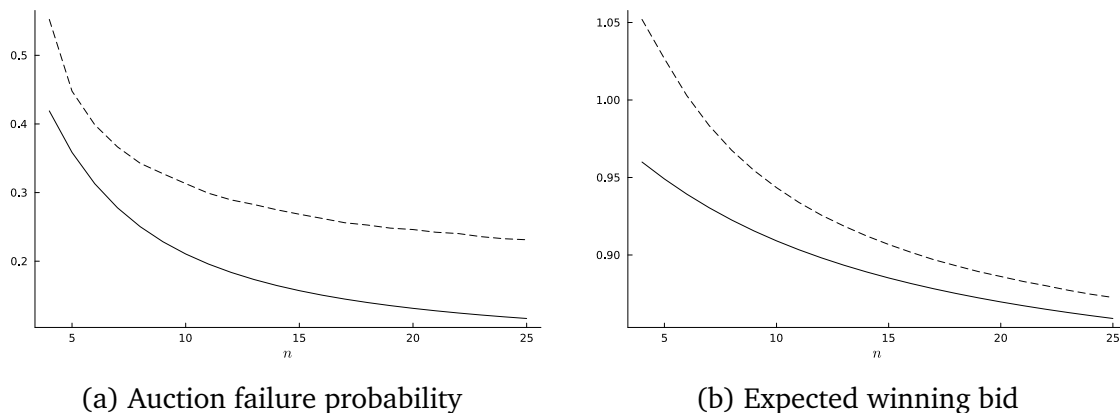 0.5
0.4
0.3
0.2
5 10 15 20 25
n
(a) Auction failure probability
1.05
1.00
0.95
0.90
5 10 15 20 25
n
(b) Expected winning bid